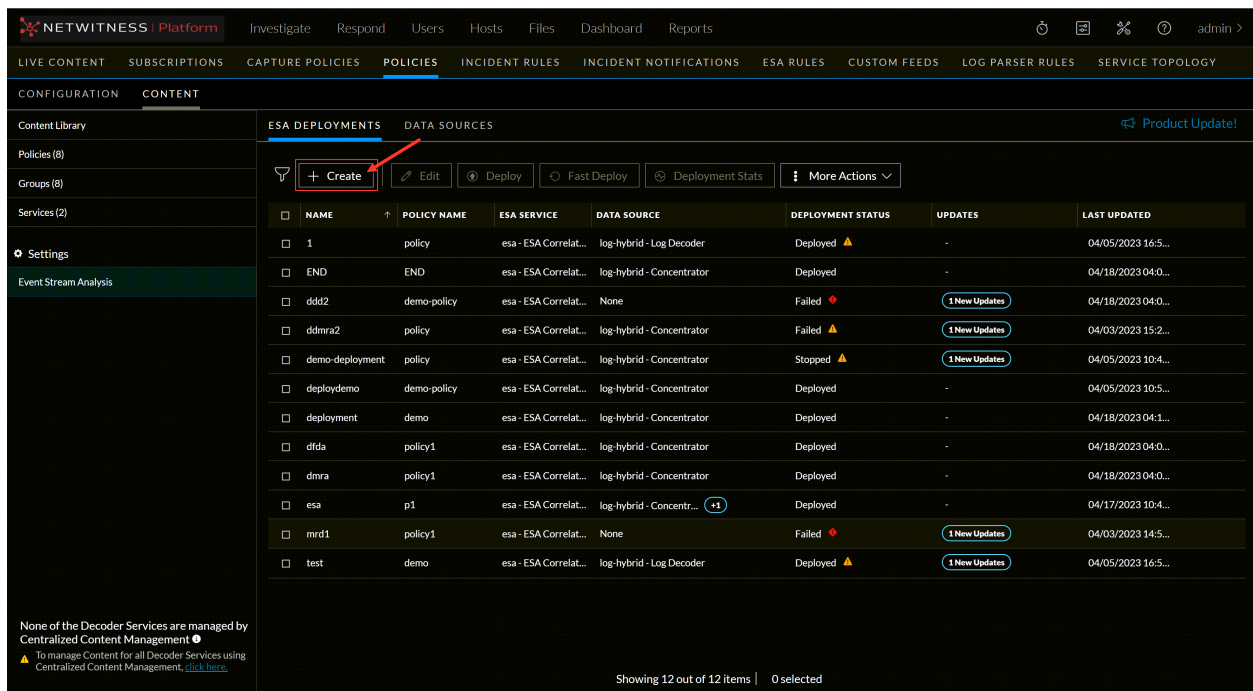 NETWITNESS Platform Investigate Respond Users Hosts Files Dashboard Reports admin >
LIVE CONTENT SUBSCRIPTIONS CAPTURE POLICIES POLICIES INCIDENT RULES INCIDENT NOTIFICATIONS ESA RULES CUSTOM FEEDS LOG PARSER RULES SERVICE TOPOLOGY
CONFIGURATION CONTENT
Content Library
Policies (8)
Groups (8)
Services (2)
Settings
Event Stream Analysis
None of the Decoder Services are managed by
Centralized Content Management
To manage Content for all Decoder Services using
Centralized Content Management, click here.
ESA DEPLOYMENTS DATA SOURCES Product Update!
+ Create Edit Deploy Fast Deploy Deployment Stats More Actions
NAME ↑ POLICY NAME ESA SERVICE DATA SOURCE DEPLOYMENT STATUS UPDATES LAST UPDATED
1 policy esa - ESA Correlat... log-hybrid - Log Decoder Deployed - 04/05/2023 16:5...
END END esa - ESA Correlat... log-hybrid - Concentrator Deployed - 04/18/2023 04:0...
ddd2 demo-policy esa - ESA Correlat... None Failed 1 New Updates 04/18/2023 04:0...
ddmra2 policy esa - ESA Correlat... log-hybrid - Concentrator Failed 1 New Updates 04/03/2023 15:2...
demo-deployment policy esa - ESA Correlat... log-hybrid - Concentrator Stopped 1 New Updates 04/05/2023 10:4...
deploydemo demo-policy esa - ESA Correlat... log-hybrid - Concentrator Deployed - 04/05/2023 10:5...
deployment demo esa - ESA Correlat... log-hybrid - Concentrator Deployed - 04/18/2023 04:1...
dfda policy1 esa - ESA Correlat... log-hybrid - Concentrator Deployed - 04/18/2023 04:0...
dmra policy1 esa - ESA Correlat... log-hybrid - Concentrator Deployed - 04/18/2023 04:0...
esa p1 esa - ESA Correlat... log-hybrid - Concentr... +1 Deployed - 04/17/2023 10:4...
mrd1 policy1 esa - ESA Correlat... None Failed 1 New Updates 04/03/2023 14:5...
test demo esa - ESA Correlat... log-hybrid - Log Decoder Deployed 1 New Updates 04/05/2023 16:5...
Showing 12 out of 12 items | 0 selected